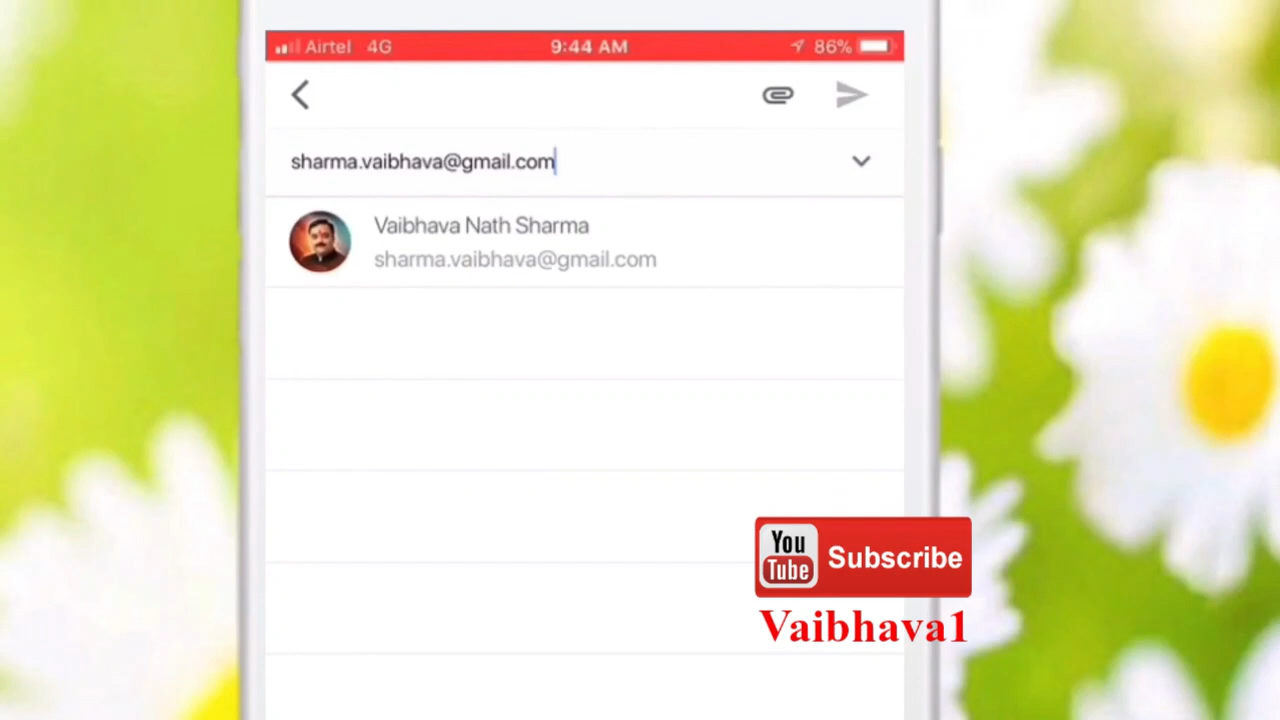 Airtel 4G 9:44 AM 86%
sharma.vaibhava@gmail.com
Vaibhava Nath Sharma
sharma.vaibhava@gmail.com
You
Tube
Subscribe
Vaibhava1